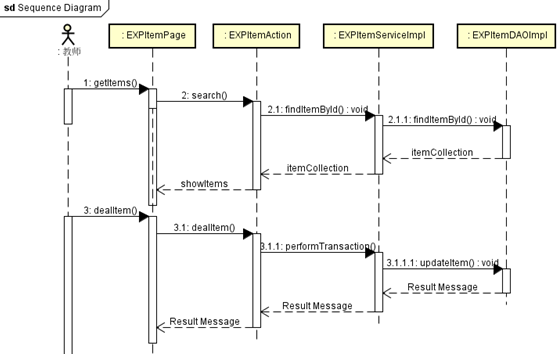 sd Sequence Diagram
: EXPItemPage
: EXPItemAction
: EXPItemServiceImpl
: EXPItemDAOImpl
: 教师
1: getItems()
2: search()
2.1: findItemById() : void
2.1.1: findItemById() : void
itemCollection
itemCollection
showItems
3: dealItem()
3.1: dealItem()
3.1.1: performTransaction()
3.1.1.1: updateItem() : void
Result Message
Result Message
Result Message